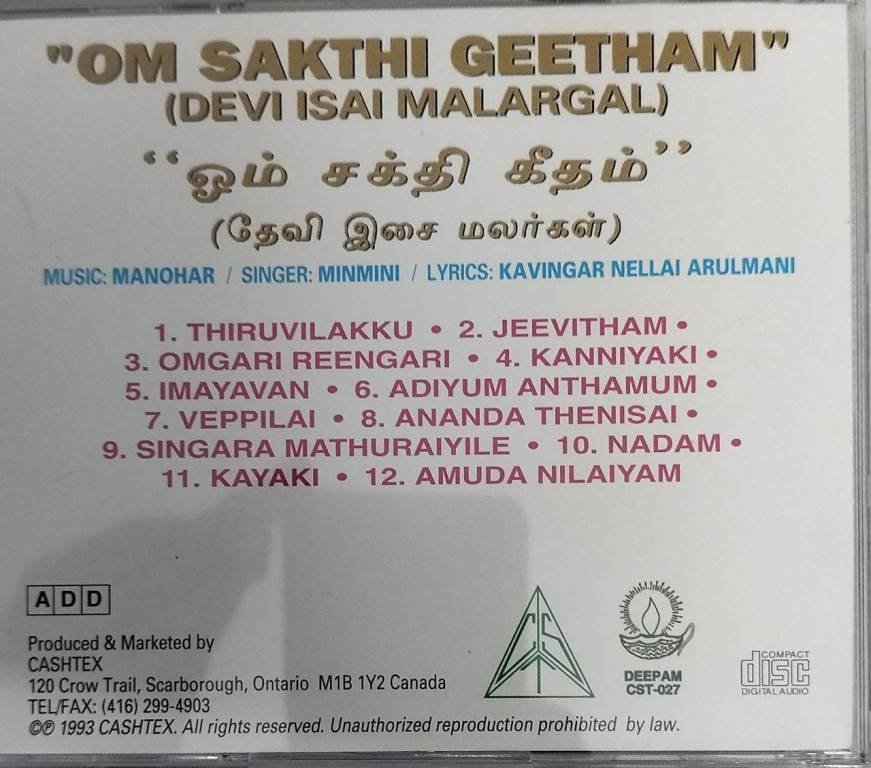 "OM SAKTHI GEETHAM"
(DEVI ISAI MALARGAL)
“ஓம் சக்தி கீதம்”
(தேவி இசை மலர்கள்)
MUSIC: MANOHAR / SINGER: MINMINI / LYRICS: KAVINGAR NELLAI ARULMANI
1. THIRUVILAKKU • 2. JEEVITHAM •
3. OMGARI REENGARI • 4. KANNIYAKI •
5. IMAYAVAN • 6. ADIYUM ANTHAMUM •
7. VEPPILAI • 8. ANANDA THENISAI •
9. SINGARA MATHURAIYILE • 10. NADAM •
11. KAYAKI • 12. AMUDA NILAIYAM
ADD
Produced & Marketed by
CASHTEX
120 Crow Trail, Scarborough, Ontario M1B 1Y2 Canada
TEL/FAX: (416) 299-4903
©℗ 1993 CASHTEX. All rights reserved. Unauthorized reproduction prohibited by law.
CST
DEEPAM
CST-027
COMPACT
disc
DIGITAL AUDIO